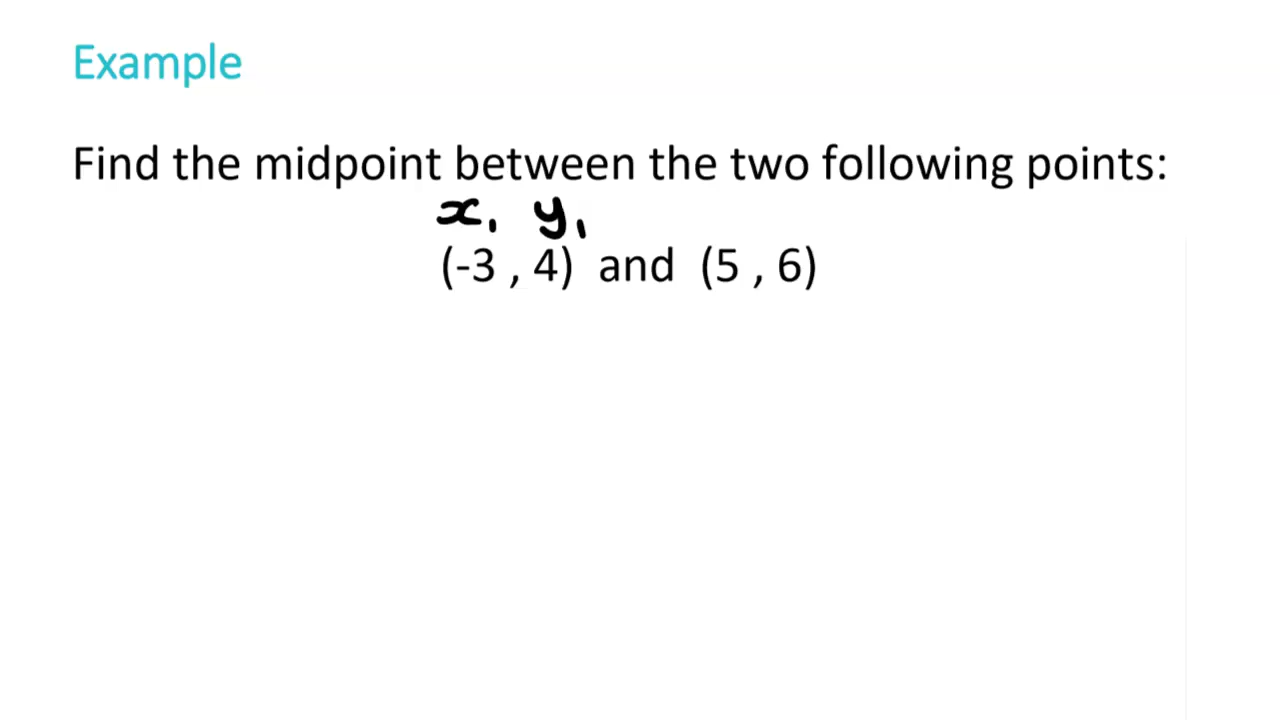 Example
Find the midpoint between the two following points:
x₁ y₁
(-3 , 4) and (5 , 6)